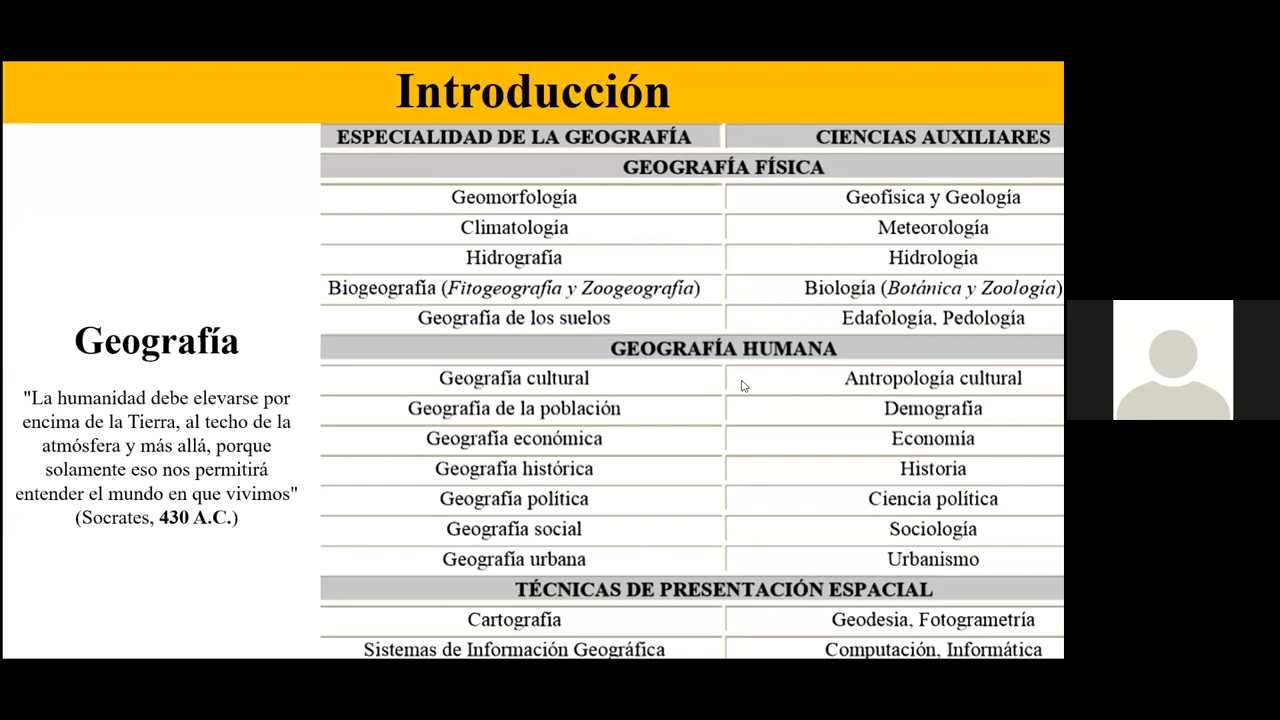 Introducción
Geografía
"La humanidad debe elevarse por
encima de la Tierra, al techo de la
atmósfera y más allá, porque
solamente eso nos permitirá
entender el mundo en que vivimos"
(Socrates, 430 A.C.)
ESPECIALIDAD DE LA GEOGRAFÍA CIENCIAS AUXILIARES
GEOGRAFÍA FÍSICA
Geomorfología Geofísica y Geología
Climatología Meteorología
Hidrografía Hidrología
Biogeografía (Fitogeografía y Zoogeografía) Biología (Botánica y Zoología)
Geografía de los suelos Edafología, Pedología
GEOGRAFÍA HUMANA
Geografía cultural Antropología cultural
Geografía de la población Demografía
Geografía económica Economía
Geografía histórica Historia
Geografía política Ciencia política
Geografía social Sociología
Geografía urbana Urbanismo
TÉCNICAS DE PRESENTACIÓN ESPACIAL
Cartografía Geodesia, Fotogrametría
Sistemas de Información Geográfica Computación, Informática